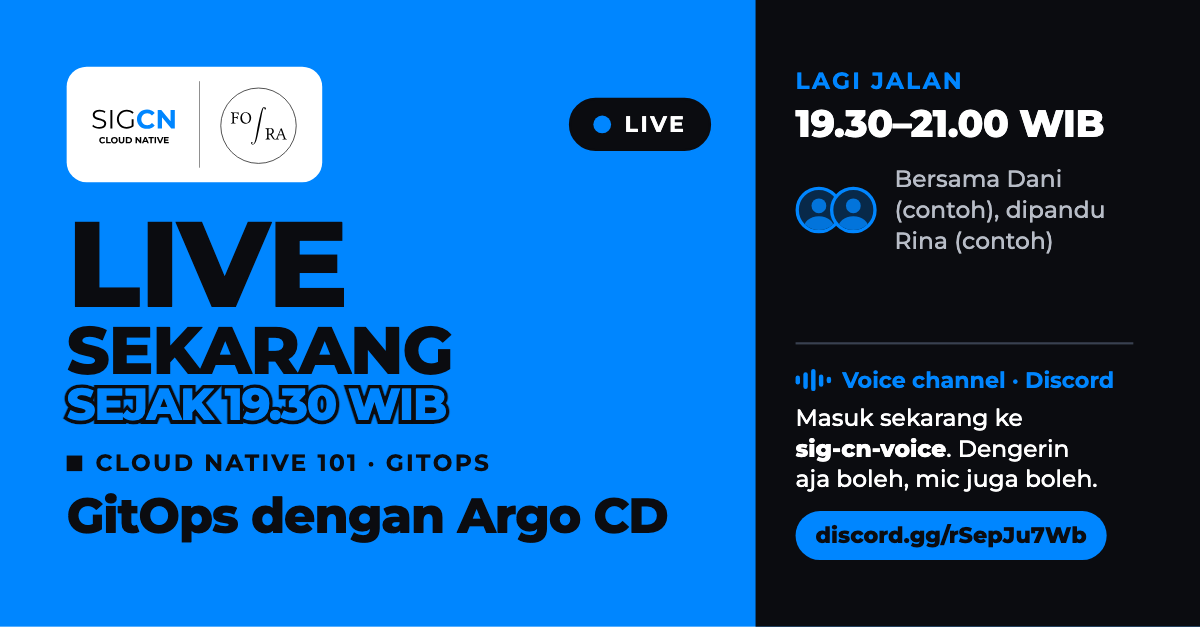 SIGCN
CLOUD NATIVE
FO
RA
LIVE
LIVE
SEKARANG
SEJAK 19.30 WIB
CLOUD NATIVE 101 · GITOPS
GitOps dengan Argo CD
LAGI JALAN
19.30–21.00 WIB
Bersama Dani
(contoh), dipandu
Rina (contoh)
Voice channel · Discord
Masuk sekarang ke
sig-cn-voice. Dengerin
aja boleh, mic juga boleh.
discord.gg/rSepJu7Wb